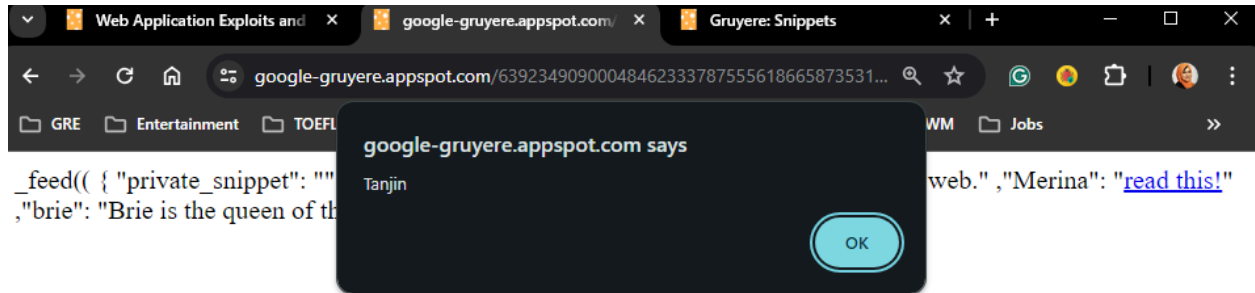 Web Application Exploits and
google-gruyere.appspot.com/
Gruyere: Snippets
google-gruyere.appspot.com/639234909000484623337875555618665873531...
GRE
Entertainment
TOEFL
WM
Jobs
google-gruyere.appspot.com says
Tanjin
OK
_feed(( { "private_snippet": "" web." ,"Merina": "read this!"
,"brie": "Brie is the queen of th